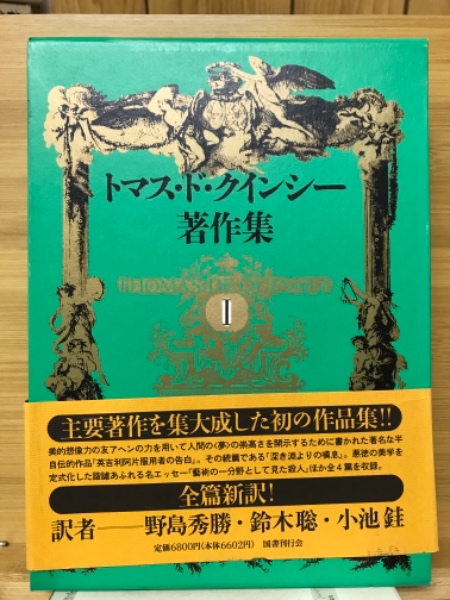 トマス・ド・クインシー
著作集
THOMAS DE QUINCEY
I
主要著作を集大成した初の作品集!!
美的想像力の友アヘンの力を用いて人間の〈夢〉の崇高さを開示するために書かれた著名な半
自伝的作品「英吉利阿片服用者の告白」。その続篇である「深き淵よりの嘆息」。悪徳の美学を
定式化した諧謔あふれる名エッセー「藝術の一分野として見た殺人」ほか全4篇を収録。
全篇新訳!
訳者──野島秀勝・鈴木聡・小池銈
定価6800円(本体6602円) 国書刊行会